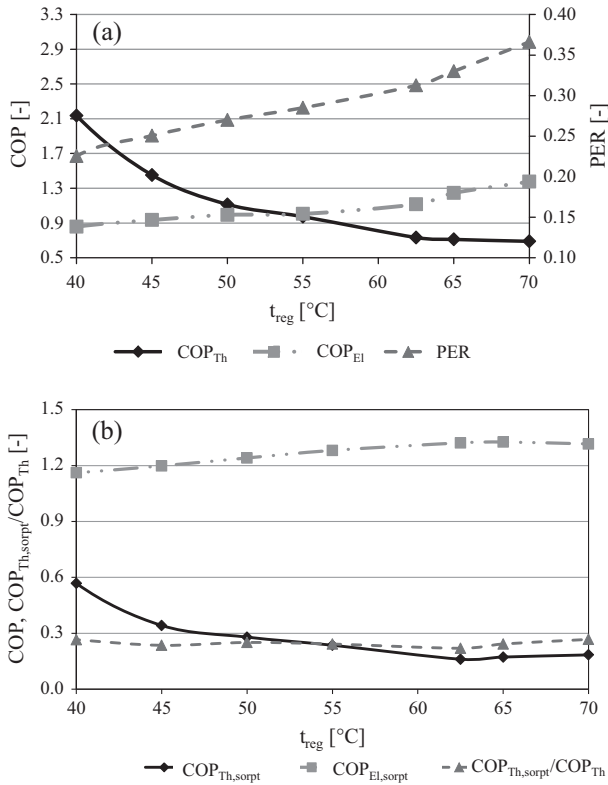 (a)
3.3
2.9
2.5
2.1
1.7
1.3
0.9
0.5
COP [-]
0.40
0.35
0.30
0.25
0.20
0.15
0.10
PER [-]
40 45 50 55 60 65 70
t_reg [°C]
COP_Th COP_El PER
(b)
1.5
1.2
0.9
0.6
0.3
0.0
COP, COP_Th,sorpt/COP_Th [-]
40 45 50 55 60 65 70
t_reg [°C]
COP_Th,sorpt COP_El,sorpt COP_Th,sorpt/COP_Th